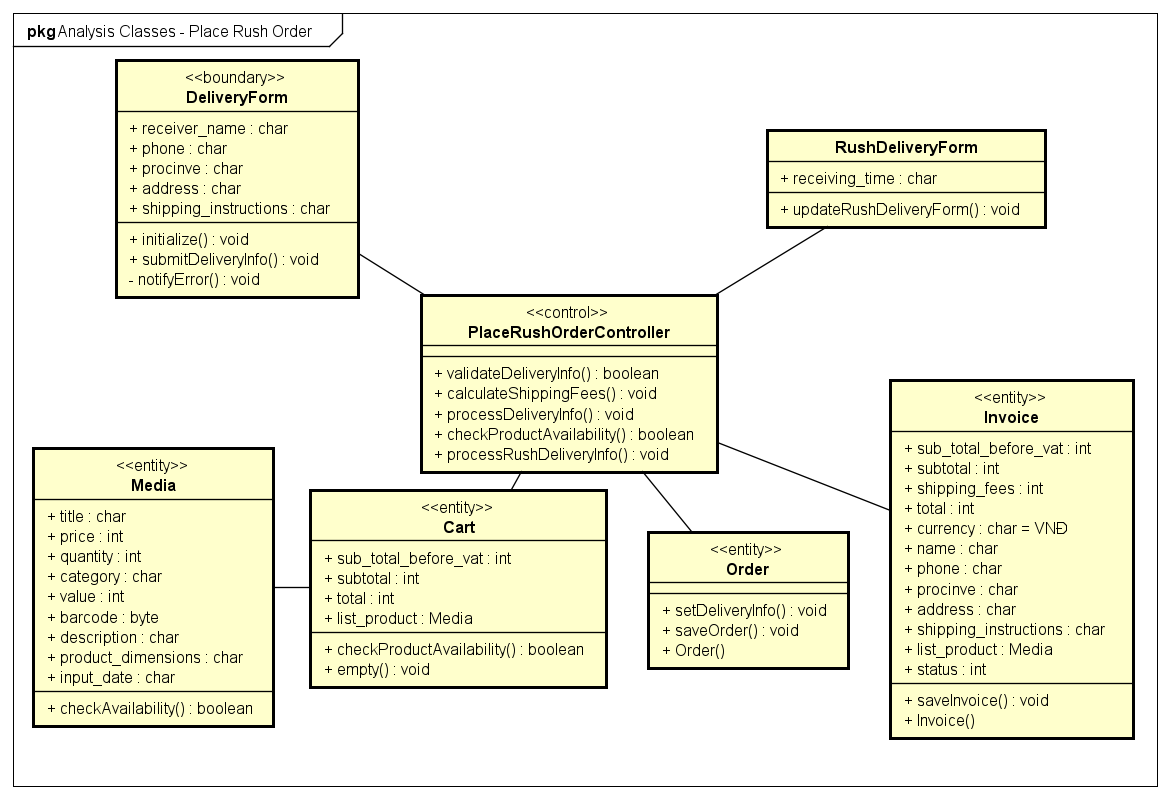 pkg Analysis Classes - Place Rush Order
<<boundary>>
DeliveryForm
+ receiver_name : char
+ phone : char
+ procinve : char
+ address : char
+ shipping_instructions : char
+ initialize() : void
+ submitDeliveryInfo() : void
- notifyError() : void
RushDeliveryForm
+ receiving_time : char
+ updateRushDeliveryForm() : void
<<control>>
PlaceRushOrderController
+ validateDeliveryInfo() : boolean
+ calculateShippingFees() : void
+ processDeliveryInfo() : void
+ checkProductAvailability() : boolean
+ processRushDeliveryInfo() : void
<<entity>>
Media
+ title : char
+ price : int
+ quantity : int
+ category : char
+ value : int
+ barcode : byte
+ description : char
+ product_dimensions : char
+ input_date : char
+ checkAvailability() : boolean
<<entity>>
Cart
+ sub_total_before_vat : int
+ subtotal : int
+ total : int
+ list_product : Media
+ checkProductAvailability() : boolean
+ empty() : void
<<entity>>
Order
+ setDeliveryInfo() : void
+ saveOrder() : void
+ Order()
<<entity>>
Invoice
+ sub_total_before_vat : int
+ subtotal : int
+ shipping_fees : int
+ total : int
+ currency : char = VNĐ
+ name : char
+ phone : char
+ procinve : char
+ address : char
+ shipping_instructions : char
+ list_product : Media
+ status : int
+ saveInvoice() : void
+ Invoice()